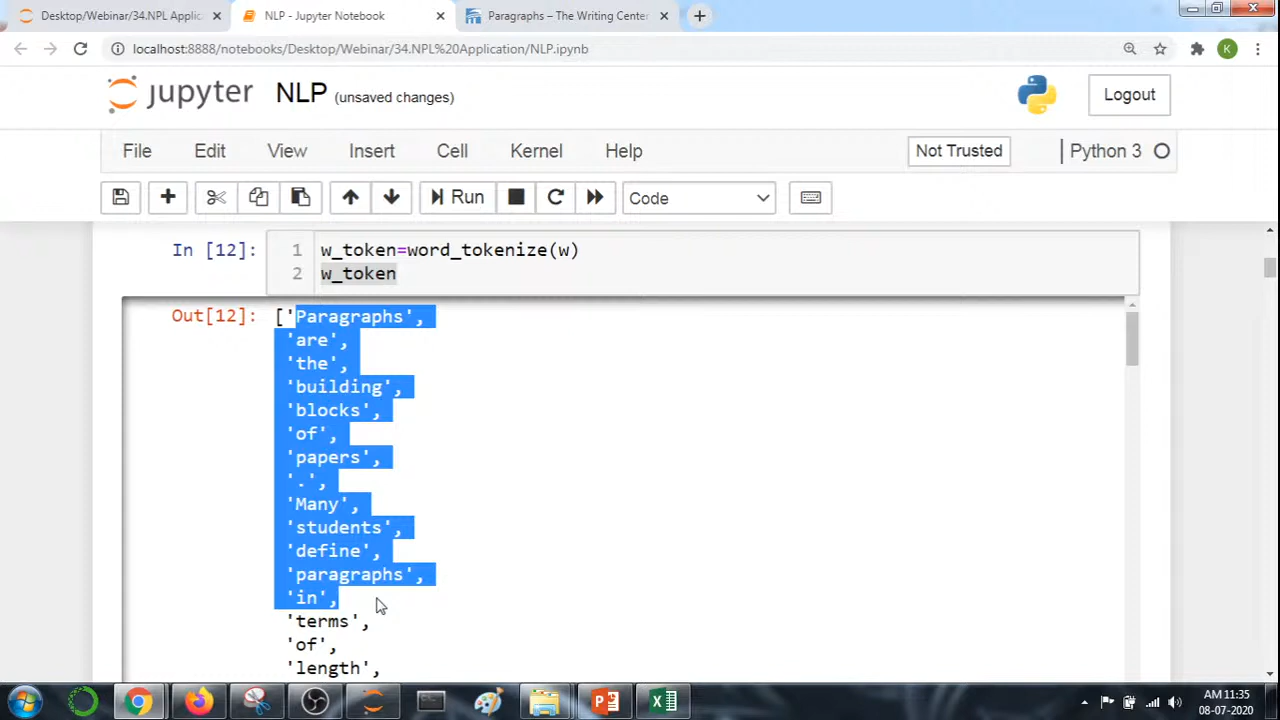 Desktop/Webinar/34.NPL Applic
NLP - Jupyter Notebook
Paragraphs – The Writing Center
localhost:8888/notebooks/Desktop/Webinar/34.NPL%20Application/NLP.ipynb
K
jupyter NLP (unsaved changes)
Logout
File Edit View Insert Cell Kernel Help
Not Trusted
Python 3
Run
Code
In [12]: 1 w_token=word_tokenize(w)
2 w_token
Out[12]: ['Paragraphs',
'are',
'the',
'building',
'blocks',
'of',
'papers',
'.',
'Many',
'students',
'define',
'paragraphs',
'in',
'terms',
'of',
'length',
AM 11:35
08-07-2020